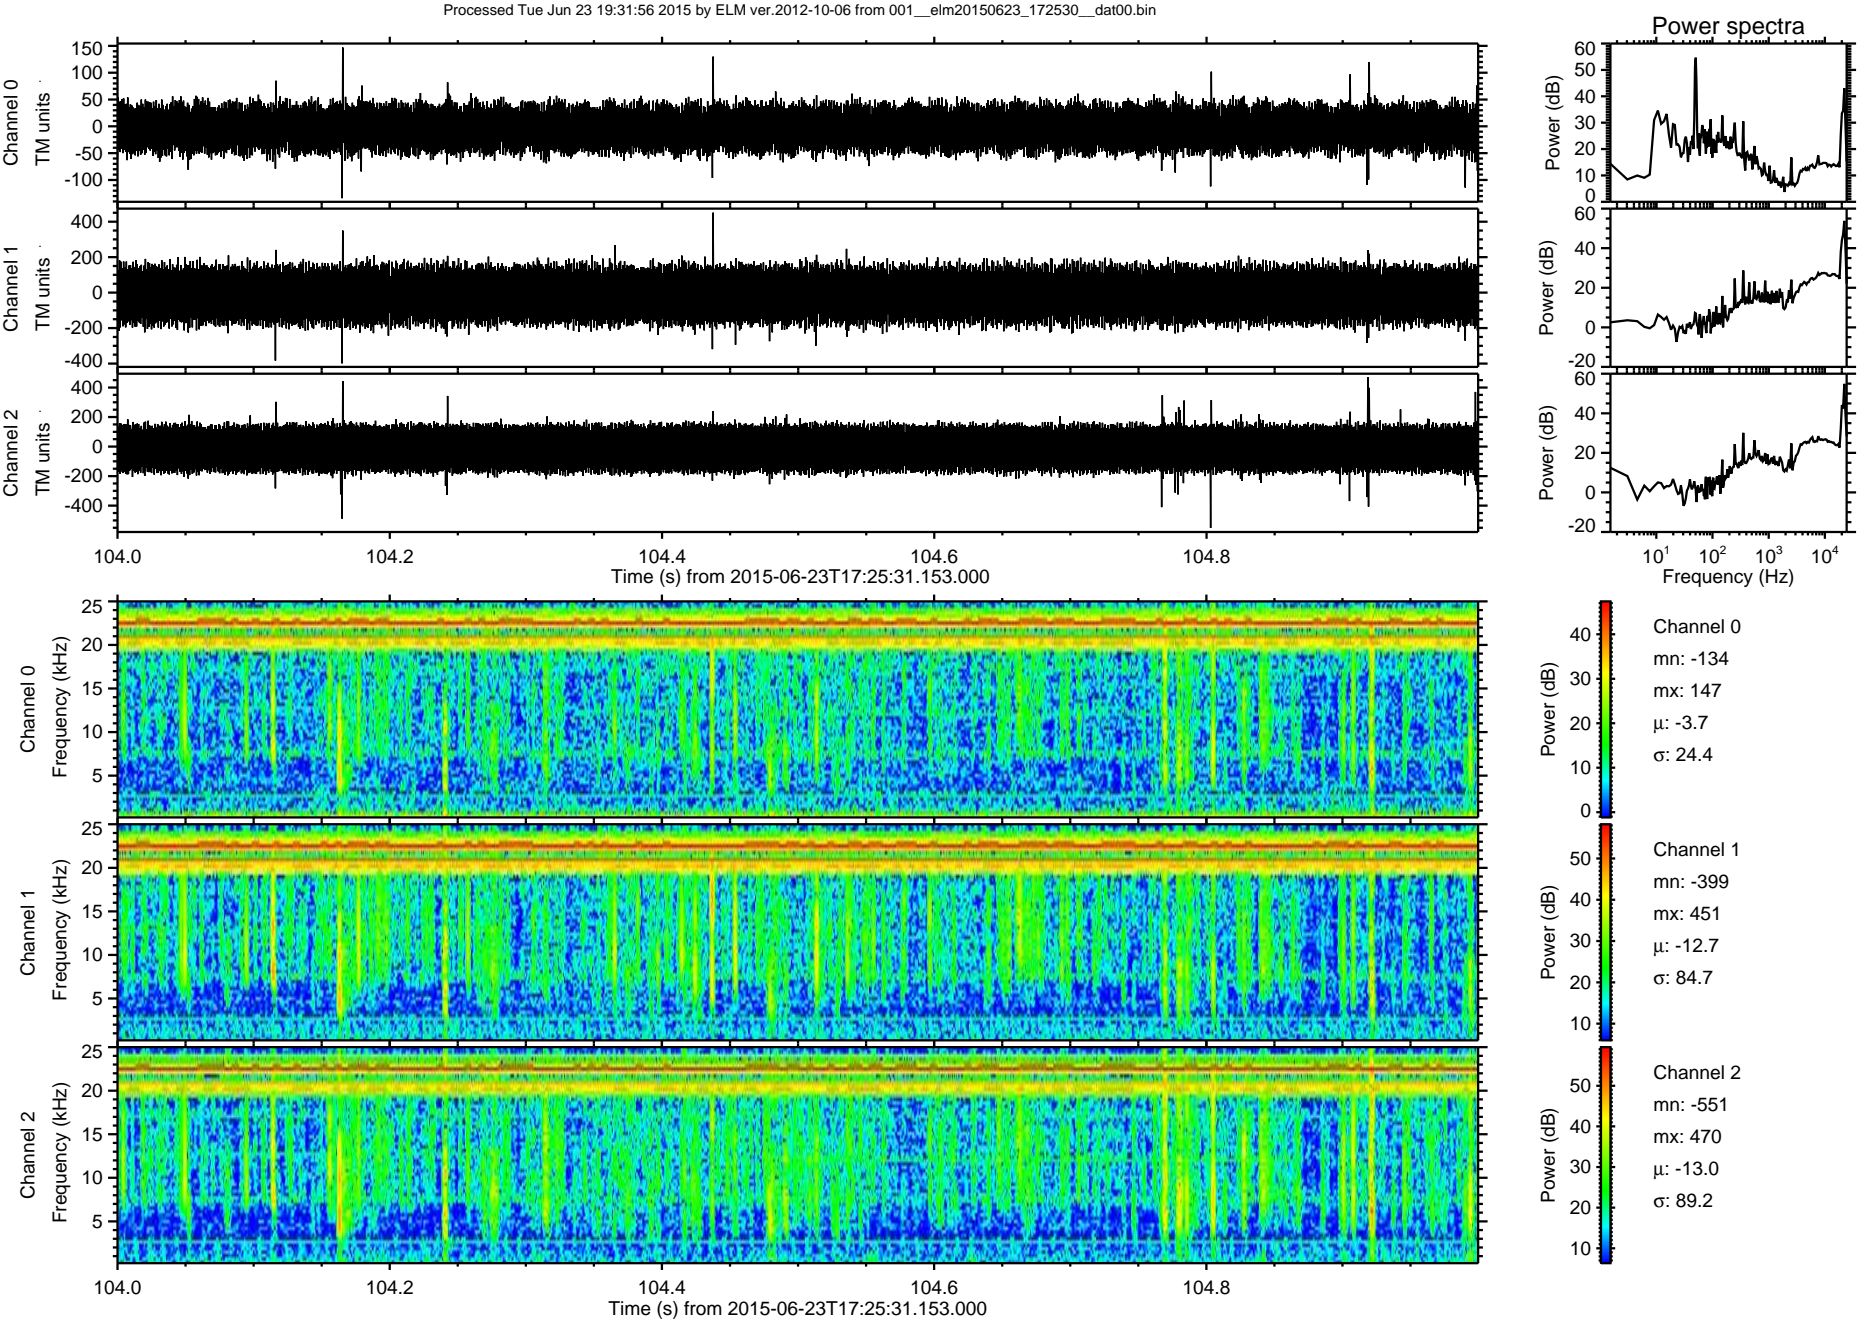 Processed Tue Jun 23 19:31:56 2015 by ELM ver.2012-10-06 from 001__elm20150623_172530__dat00.bin
Power spectra
Channel 0
TM units
150
100
50
0
-50
-100
Power (dB)
60
50
40
30
20
10
0
Channel 1
TM units
400
200
0
-200
-400
Power (dB)
60
40
20
0
-20
Channel 2
TM units
400
200
0
-200
-400
Power (dB)
60
40
20
0
-20
104.0 104.2 104.4 104.6 104.8
Time (s) from 2015-06-23T17:25:31.153.000
10^1 10^2 10^3 10^4
Frequency (Hz)
Channel 0
Frequency (kHz)
25
20
15
10
5
Power (dB)
40
30
20
10
0
Channel 0
mn: -134
mx: 147
μ: -3.7
σ: 24.4
Channel 1
Frequency (kHz)
25
20
15
10
5
Power (dB)
50
40
30
20
10
Channel 1
mn: -399
mx: 451
μ: -12.7
σ: 84.7
Channel 2
Frequency (kHz)
25
20
15
10
5
Power (dB)
50
40
30
20
10
Channel 2
mn: -551
mx: 470
μ: -13.0
σ: 89.2
104.0 104.2 104.4 104.6 104.8
Time (s) from 2015-06-23T17:25:31.153.000